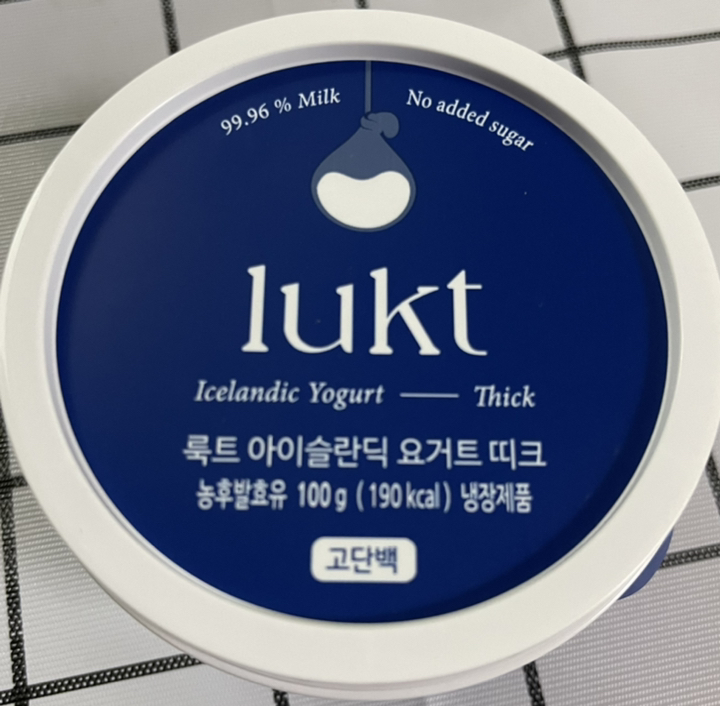 99.96 % Milk
No added sugar
lukt
Icelandic Yogurt — Thick
룩트 아이슬란딕 요거트 띠크
농후발효유 100 g ( 190 kcal ) 냉장제품
고단백